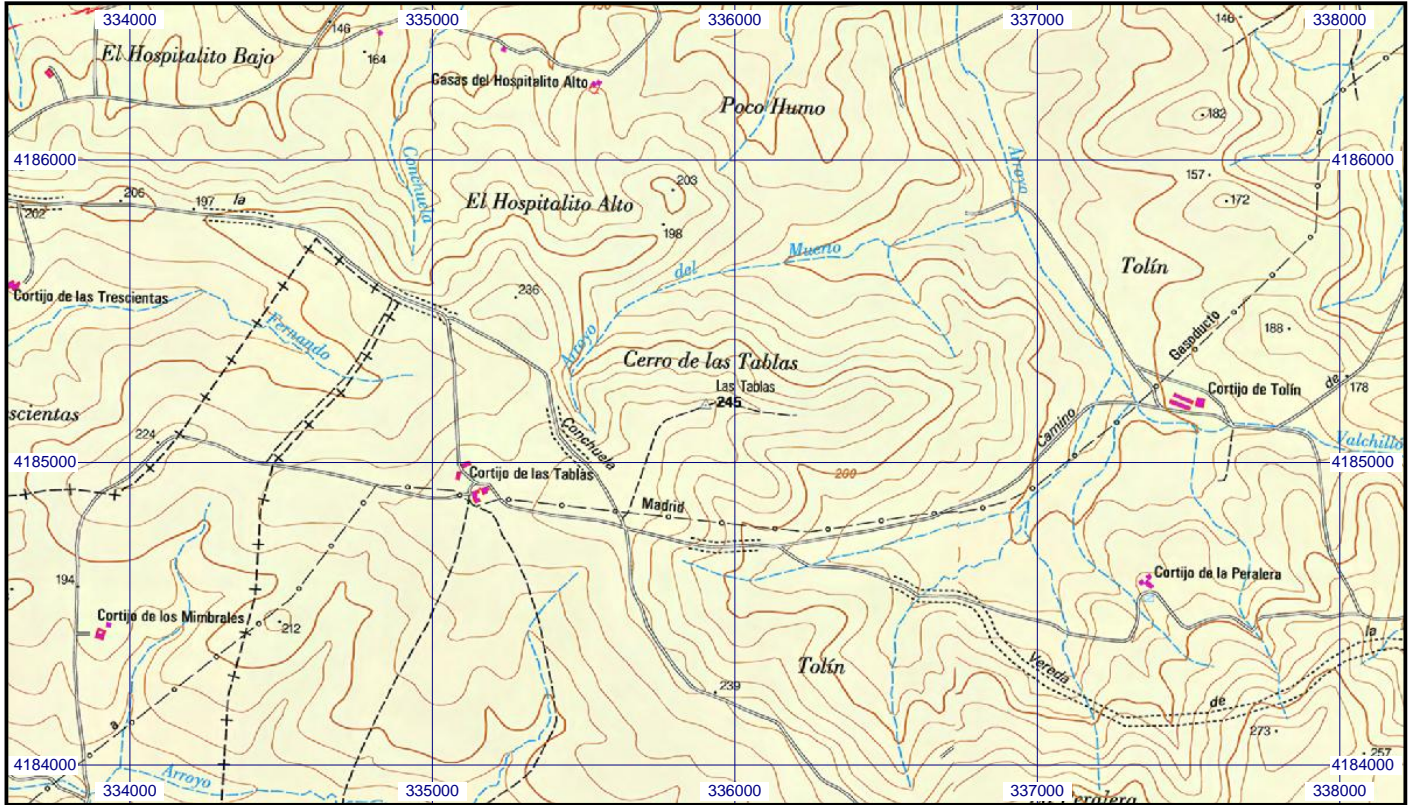 334000
335000
336000
337000
338000
146
El Hospitalito Bajo
164
146
Casas del Hospitalito Alto
Poco Humo
182
4186000
4186000
Conchuela
Arroyo
206
197
la
202
203
El Hospitalito Alto
198
157
172
del
Muerto
Tolín
236
Cortijo de las Trescientas
Fernando
Arroyo
Gasoducto
188
Cerro de las Tablas
Las Tablas
245
Cortijo de Tolín
de
178
scientas
224
Conchuela
Camino
Valchillo
4185000
4185000
Cortijo de las Tablas
260
Madrid
194
Cortijo de la Peralera
Cortijo de los Mimbrales
212
la
Tolín
Vereda
239
de
a
273
257
4184000
4184000
Arroyo
334000
335000
336000
337000
338000